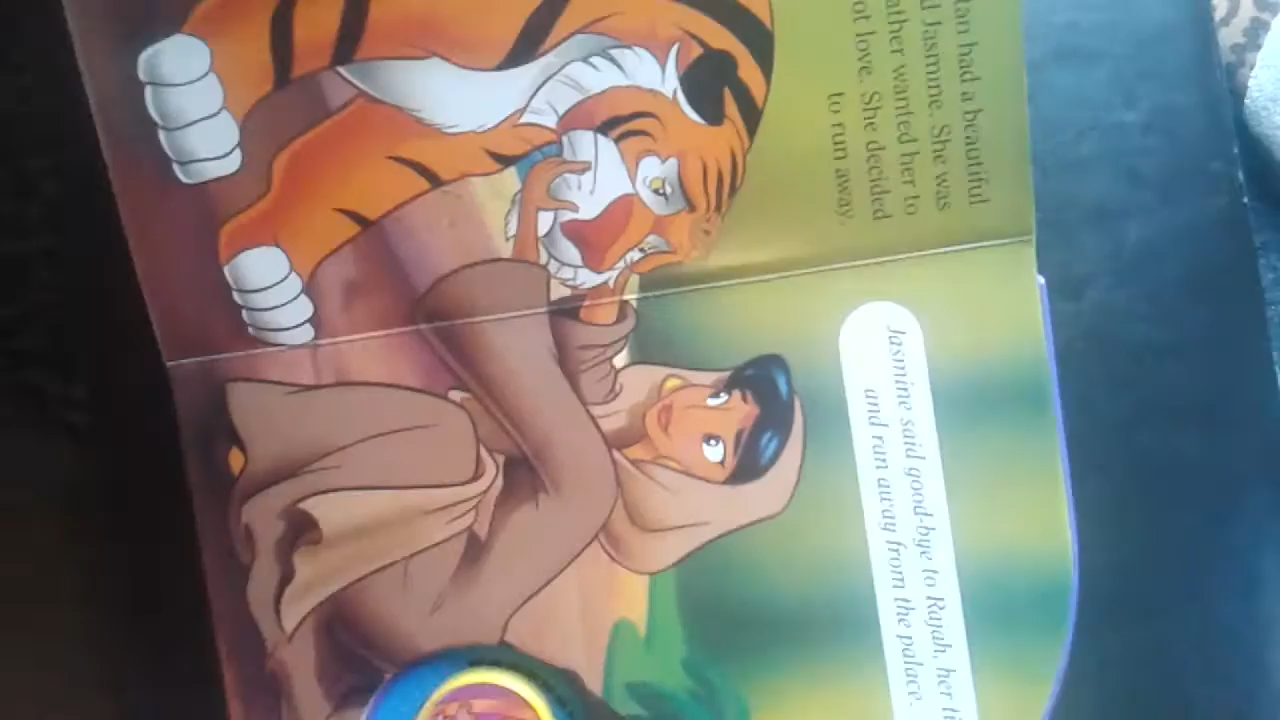 tan had a beautiful
d Jasmine. She was
ather wanted her to
ot love. She decided
to run away.
Jasmine said good-bye to Rajah, her
and ran away from the palace.